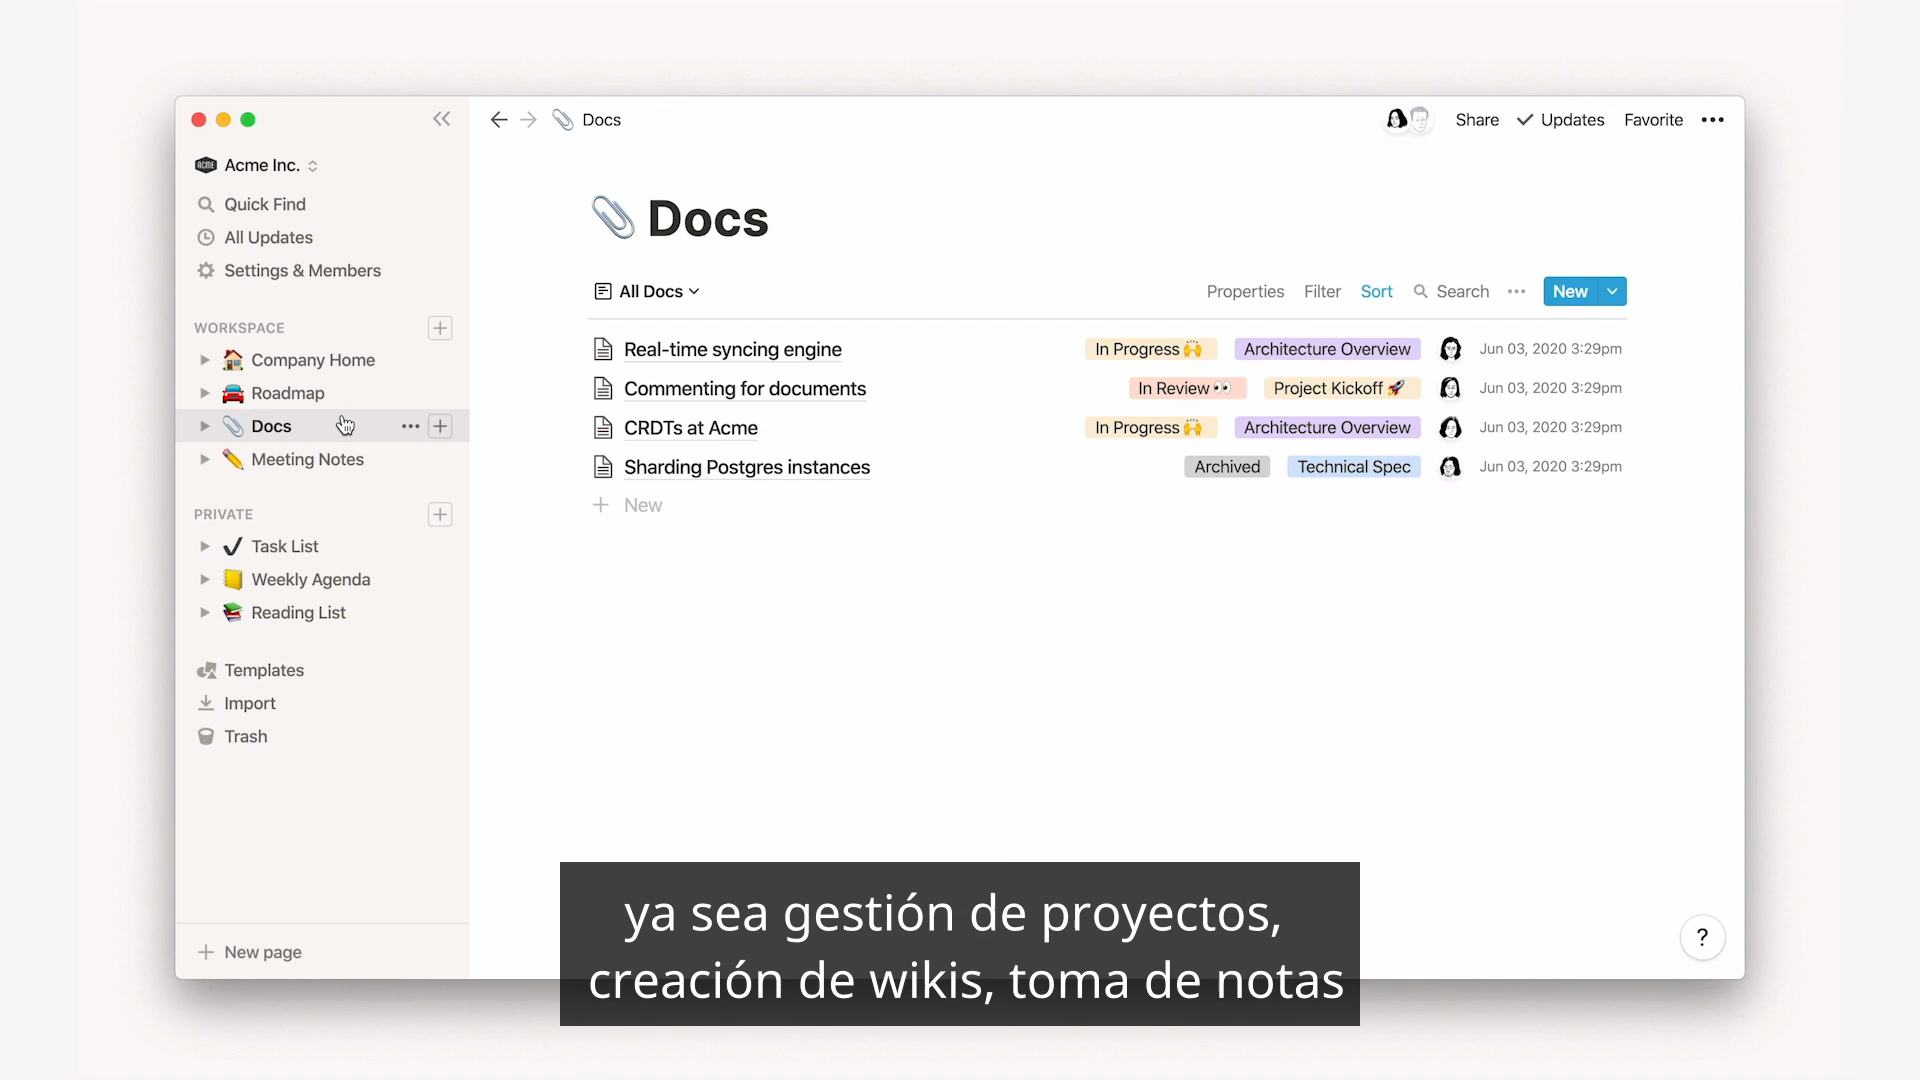 Docs
Share
Updates
Favorite
ACME
Acme Inc.
Quick Find
All Updates
Settings & Members
WORKSPACE
Company Home
Roadmap
Docs
Meeting Notes
PRIVATE
Task List
Weekly Agenda
Reading List
Templates
Import
Trash
New page
Docs
All Docs
Properties
Filter
Sort
Search
New
Real-time syncing engine
In Progress 🙌
Architecture Overview
Jun 03, 2020 3:29pm
Commenting for documents
In Review 👀
Project Kickoff 🚀
Jun 03, 2020 3:29pm
CRDTs at Acme
In Progress 🙌
Architecture Overview
Jun 03, 2020 3:29pm
Sharding Postgres instances
Archived
Technical Spec
Jun 03, 2020 3:29pm
New
?
ya sea gestión de proyectos,
creación de wikis, toma de notas